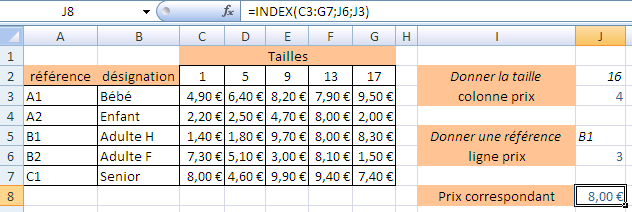 J8 fx =INDEX(C3:G7;J6;J3)
A B C D E F G H I J
1 Tailles
2 référence désignation 1 5 9 13 17 Donner la taille 16
3 A1 Bébé 4,90 € 6,40 € 8,20 € 7,90 € 9,50 € colonne prix 4
4 A2 Enfant 2,20 € 2,50 € 4,70 € 8,00 € 2,00 €
5 B1 Adulte H 1,40 € 1,80 € 9,70 € 8,00 € 8,30 € Donner une référence B1
6 B2 Adulte F 7,30 € 5,10 € 3,00 € 8,10 € 1,50 € ligne prix 3
7 C1 Senior 8,00 € 4,60 € 9,90 € 9,40 € 7,40 €
8 Prix correspondant 8,00 €